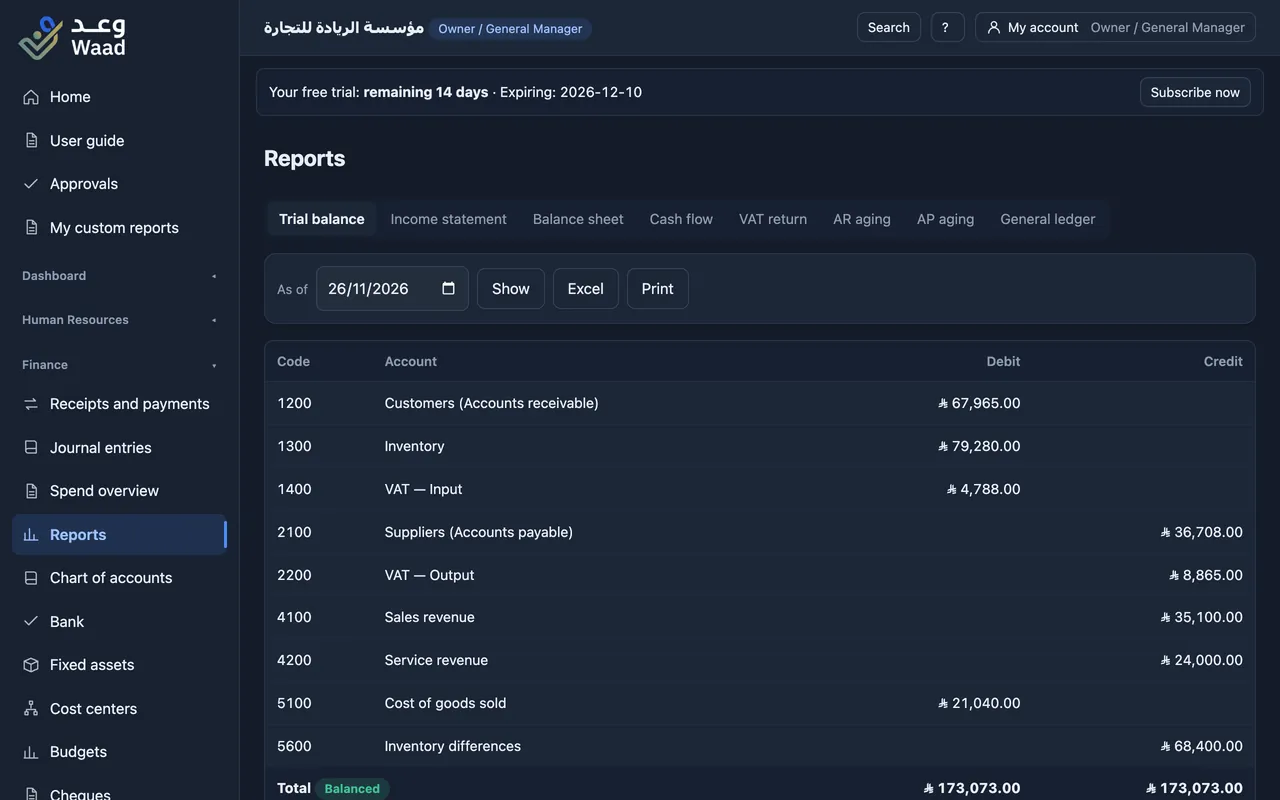 وعد
Waad
Home
User guide
Approvals
My custom reports
Dashboard
Human Resources
Finance
Receipts and payments
Journal entries
Spend overview
Reports
Chart of accounts
Bank
Fixed assets
Cost centers
Budgets
Cheques
مؤسسة الريادة للتجارة Owner / General Manager
Search ? My account Owner / General Manager
Your free trial: remaining 14 days · Expiring: 2026-12-10 Subscribe now
Reports
Trial balance Income statement Balance sheet Cash flow VAT return AR aging AP aging General ledger
As of 26/11/2026 Show Excel Print
Code Account Debit Credit
1200 Customers (Accounts receivable) ⃁ 67,965.00
1300 Inventory ⃁ 79,280.00
1400 VAT — Input ⃁ 4,788.00
2100 Suppliers (Accounts payable) ⃁ 36,708.00
2200 VAT — Output ⃁ 8,865.00
4100 Sales revenue ⃁ 35,100.00
4200 Service revenue ⃁ 24,000.00
5100 Cost of goods sold ⃁ 21,040.00
5600 Inventory differences ⃁ 68,400.00
Total Balanced ⃁ 173,073.00 ⃁ 173,073.00